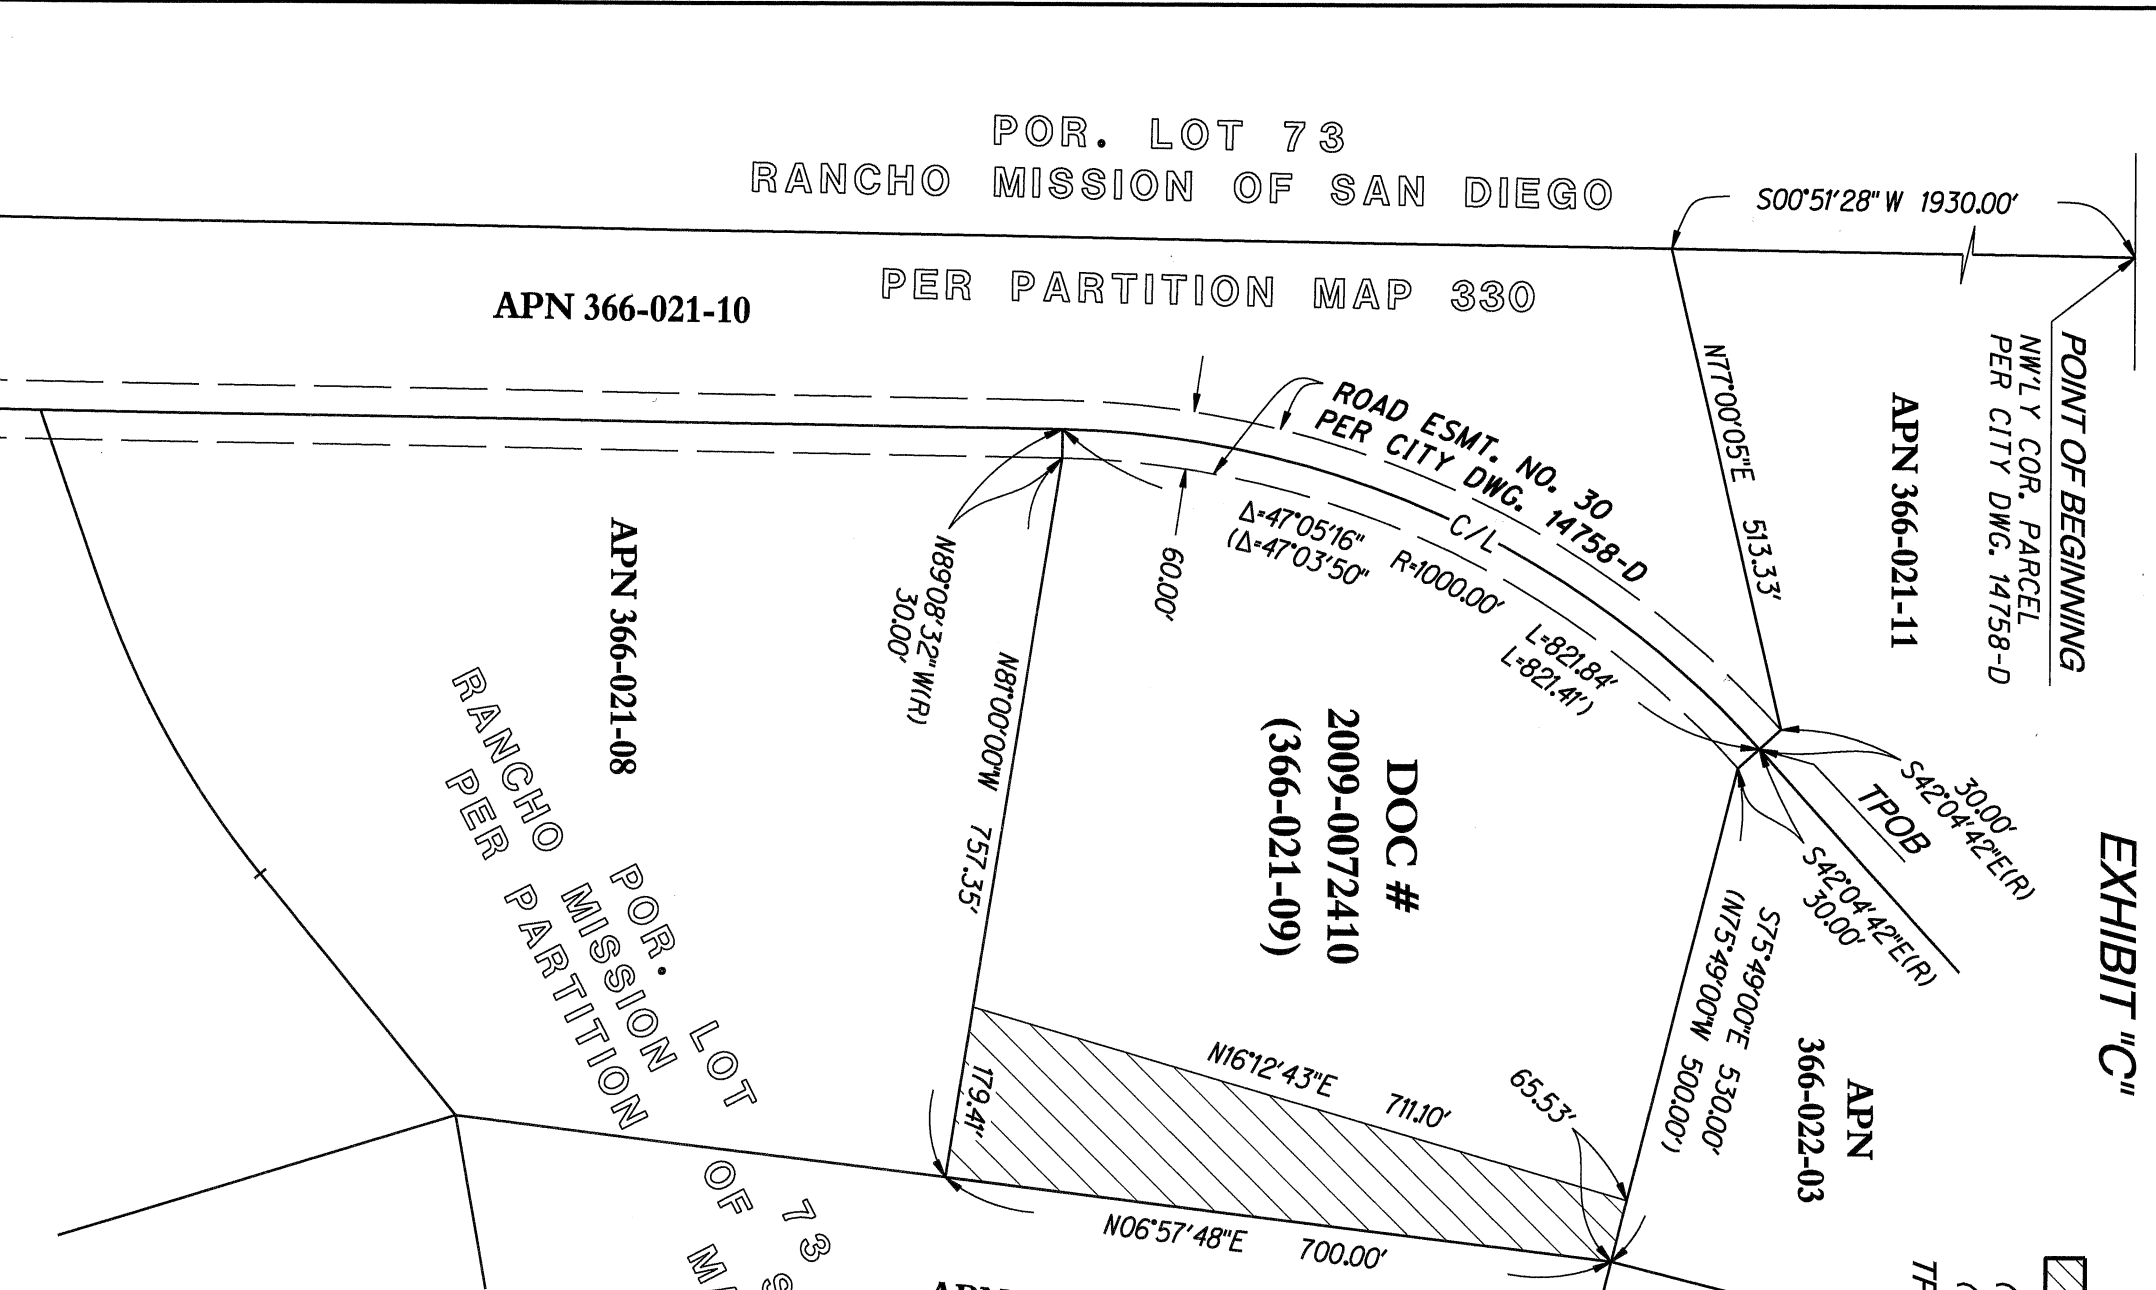 POR. LOT 73
RANCHO MISSION OF SAN DIEGO
PER PARTITION MAP 330
S00°51'28"W 1930.00'
POINT OF BEGINNING
NW'LY COR. PARCEL
PER CITY DWG. 14758-D
APN 366-021-10
APN 366-021-11
N77°00'05"E 513.33'
ROAD ESMT. NO. 30
PER CITY DWG. 14758-D
C/L
Δ=47°05'16" R=1000.00' L=821.84'
(Δ=47°03'50" L=821.41')
60.00'
N89°08'32"W(R)
30.00'
APN 366-021-08
N81°00'00"W 757.35'
DOC #
2009-0072410
(366-021-09)
30.00'
S42°04'42"E(R)
TPOB
S42°04'42"E(R)
30.00'
EXHIBIT "C"
S75°49'00"E 530.00'
(N75°49'00"W 500.00')
APN
366-022-03
65.53'
N16°12'43"E 711.10'
179.41'
N06°57'48"E 700.00'
POR. LOT 73
RANCHO MISSION OF
PER PARTITION